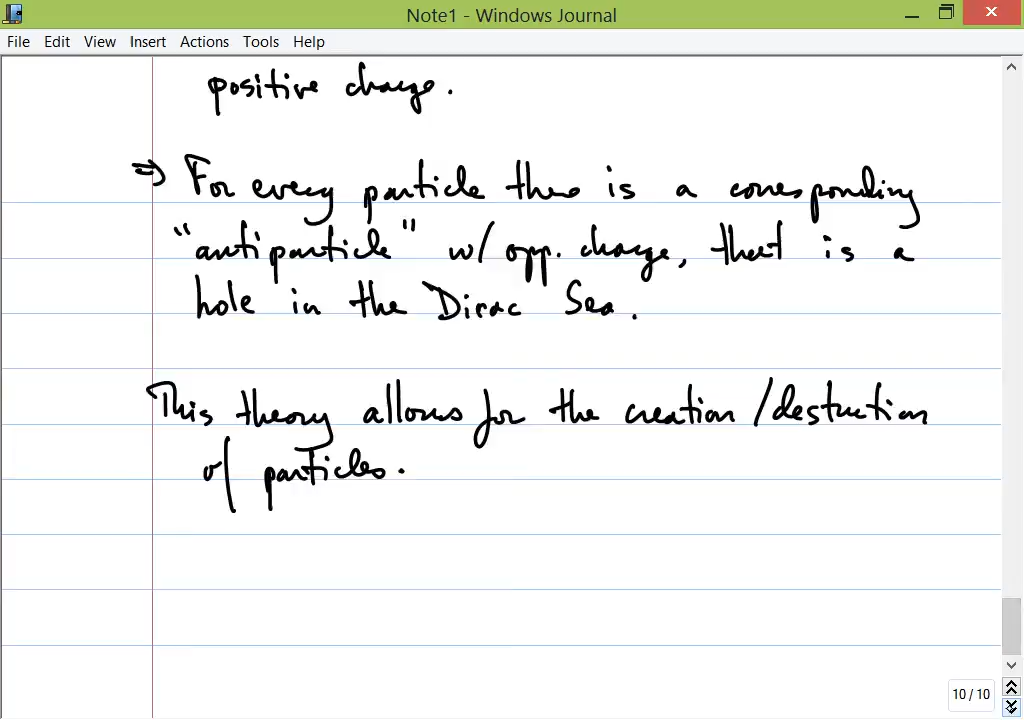 Note1 - Windows Journal
File Edit View Insert Actions Tools Help
positive charge.
⇒ For every particle there is a corresponding
"antiparticle" w/ opp. charge, that is a
hole in the Dirac Sea.
This theory allows for the creation/destruction
of particles.
10/10